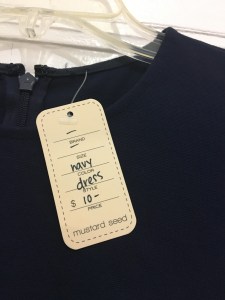 —
BRAND
—
SIZE
navy
COLOR
dress
STYLE
$ 10-
PRICE
mustard seed